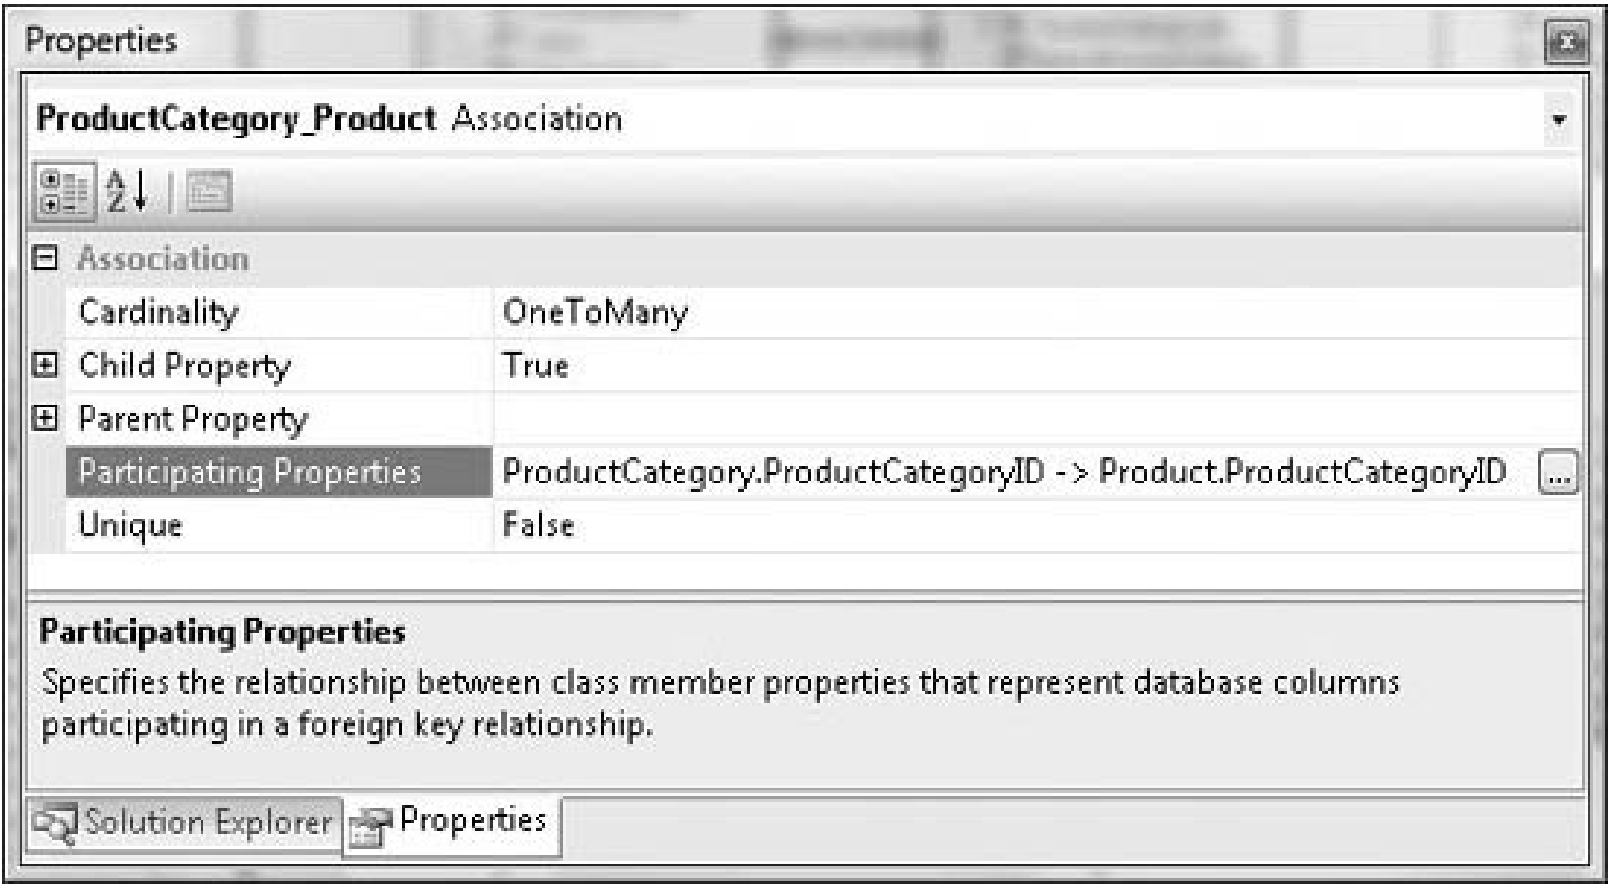 Properties
ProductCategory_Product Association
Association
Cardinality OneToMany
Child Property True
Parent Property
Participating Properties ProductCategory.ProductCategoryID -> Product.ProductCategoryID ...
Unique False
Participating Properties
Specifies the relationship between class member properties that represent database columns
participating in a foreign key relationship.
Solution Explorer Properties